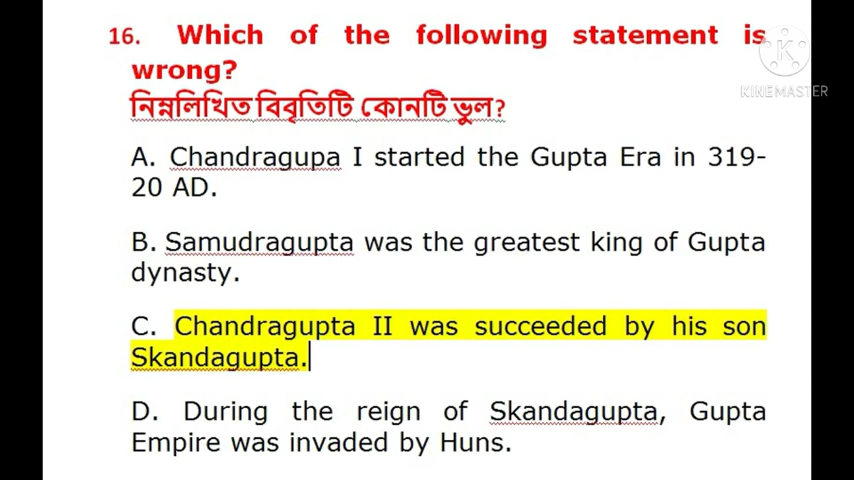 16. Which of the following statement is
wrong?
নিম্নলিখিত বিবৃতিটি কোনটি ভুল?
A. Chandragupa I started the Gupta Era in 319-
20 AD.
B. Samudragupta was the greatest king of Gupta
dynasty.
C. Chandragupta II was succeeded by his son
Skandagupta.
D. During the reign of Skandagupta, Gupta
Empire was invaded by Huns.
K
KINEMASTER